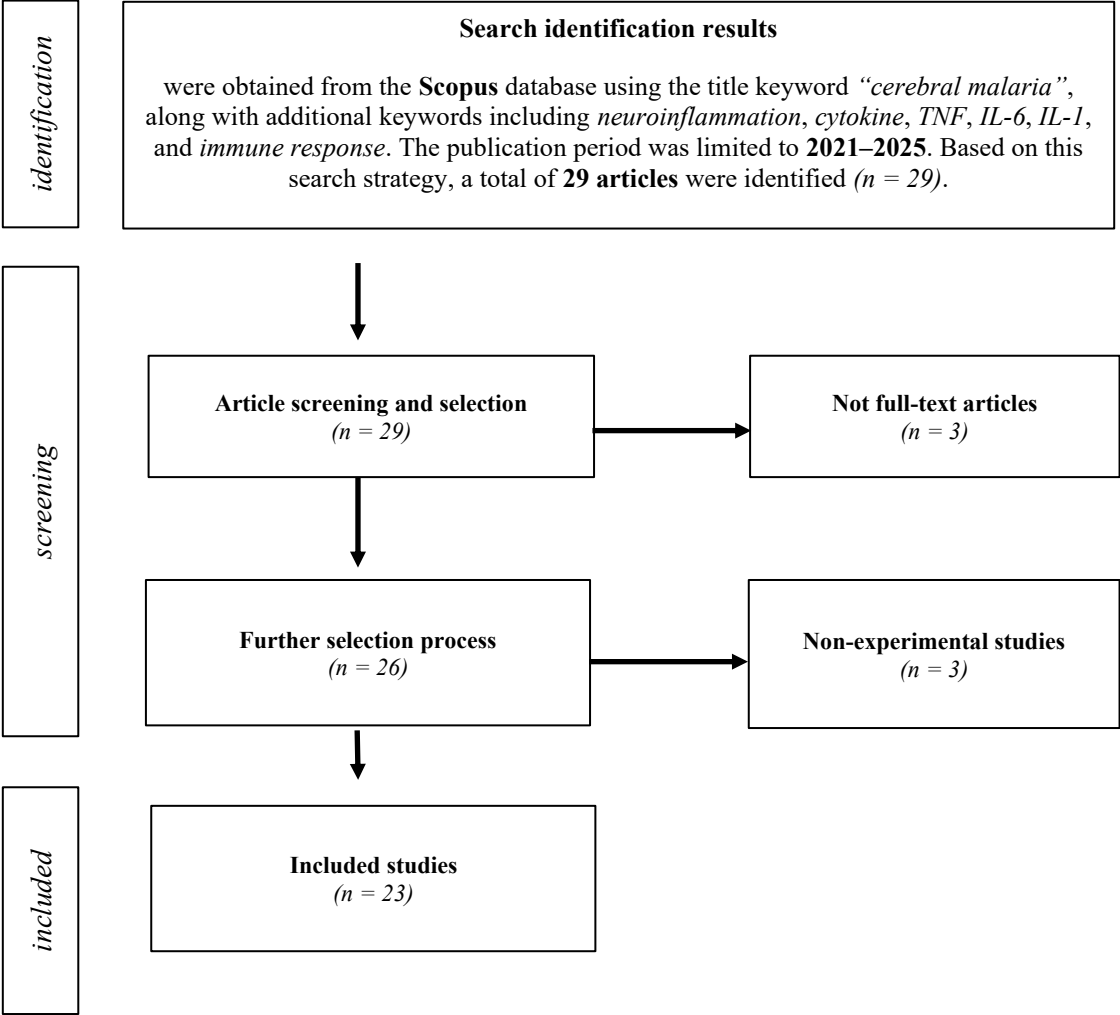 identification
Search identification results
were obtained from the Scopus database using the title keyword “cerebral malaria”,
along with additional keywords including neuroinflammation, cytokine, TNF, IL-6, IL-1,
and immune response. The publication period was limited to 2021–2025. Based on this
search strategy, a total of 29 articles were identified (n = 29).
screening
Article screening and selection
(n = 29)
Not full-text articles
(n = 3)
Further selection process
(n = 26)
Non-experimental studies
(n = 3)
included
Included studies
(n = 23)